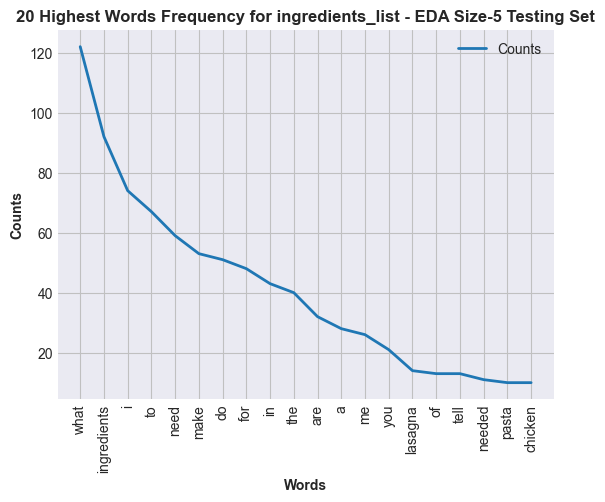 20 Highest Words Frequency for ingredients_list - EDA Size-5 Testing Set
Counts
120
100
80
60
40
20
Counts
what
ingredients
i
to
need
make
do
for
in
the
are
a
me
you
lasagna
of
tell
needed
pasta
chicken
Words